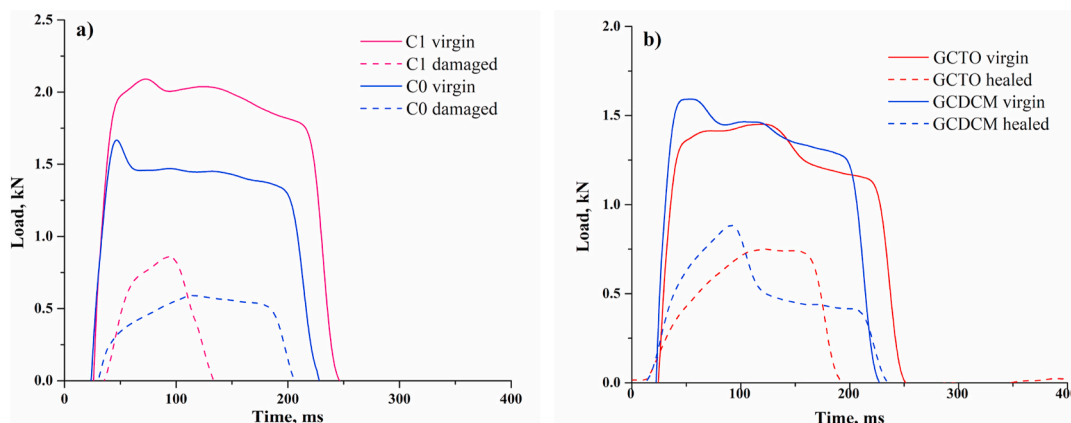 a)
C1 virgin
C1 damaged
C0 virgin
C0 damaged
Load, kN
2.5
2.0
1.5
1.0
0.5
0.0
0
100
200
300
400
Time, ms
b)
GCTO virgin
GCTO healed
GCDCM virgin
GCDCM healed
Load, kN
2.0
1.5
1.0
0.5
0.0
0
100
200
300
400
Time, ms